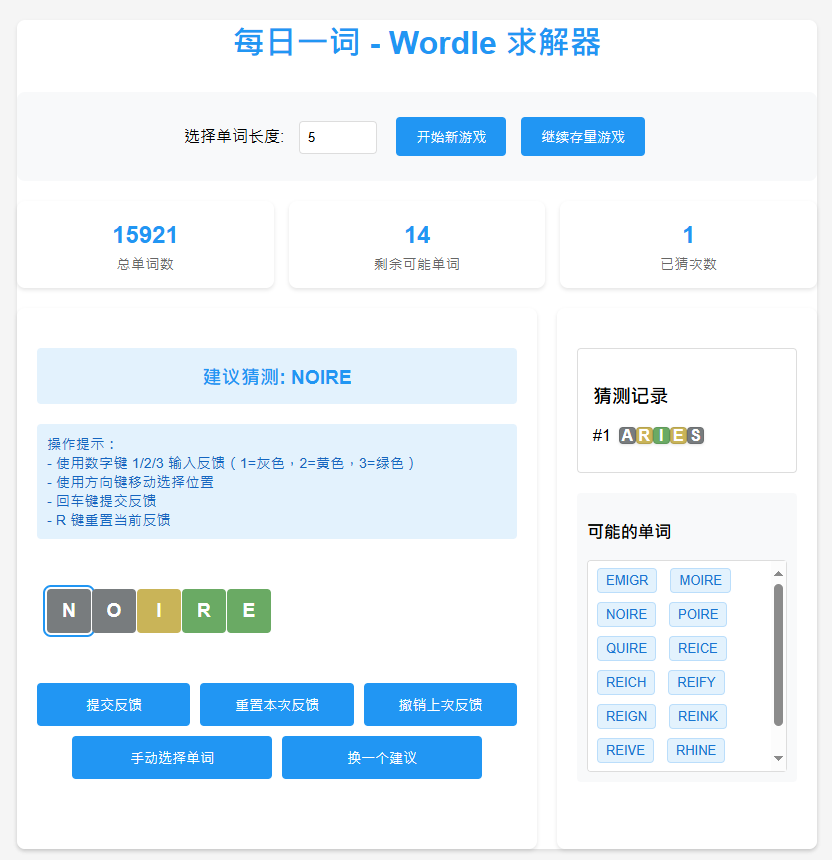 每日一词 - Wordle 求解器
选择单词长度: 5 开始新游戏 继续存量游戏
15921
总单词数
14
剩余可能单词
1
已猜次数
建议猜测: NOIRE
操作提示：
- 使用数字键 1/2/3 输入反馈（1=灰色，2=黄色，3=绿色）
- 使用方向键移动选择位置
- 回车键提交反馈
- R 键重置当前反馈
N O I R E
提交反馈 重置本次反馈 撤销上次反馈
手动选择单词 换一个建议
猜测记录
#1 A R I E S
可能的单词
EMIGR MOIRE
NOIRE POIRE
QUIRE REICE
REICH REIFY
REIGN REINK
REIVE RHINE